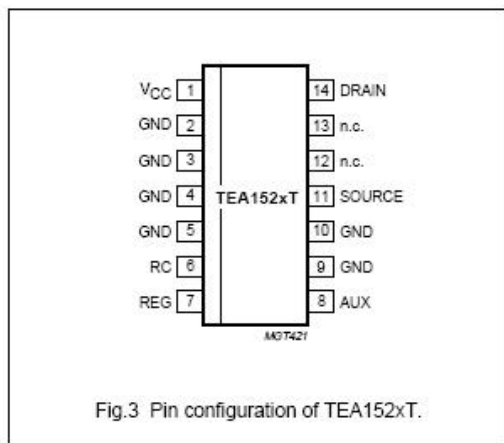 VCC 1 14 DRAIN
GND 2 13 n.c.
GND 3 12 n.c.
GND 4 TEA152xT 11 SOURCE
GND 5 10 GND
RC 6 9 GND
REG 7 8 AUX
MGT421
Fig.3 Pin configuration of TEA152xT.